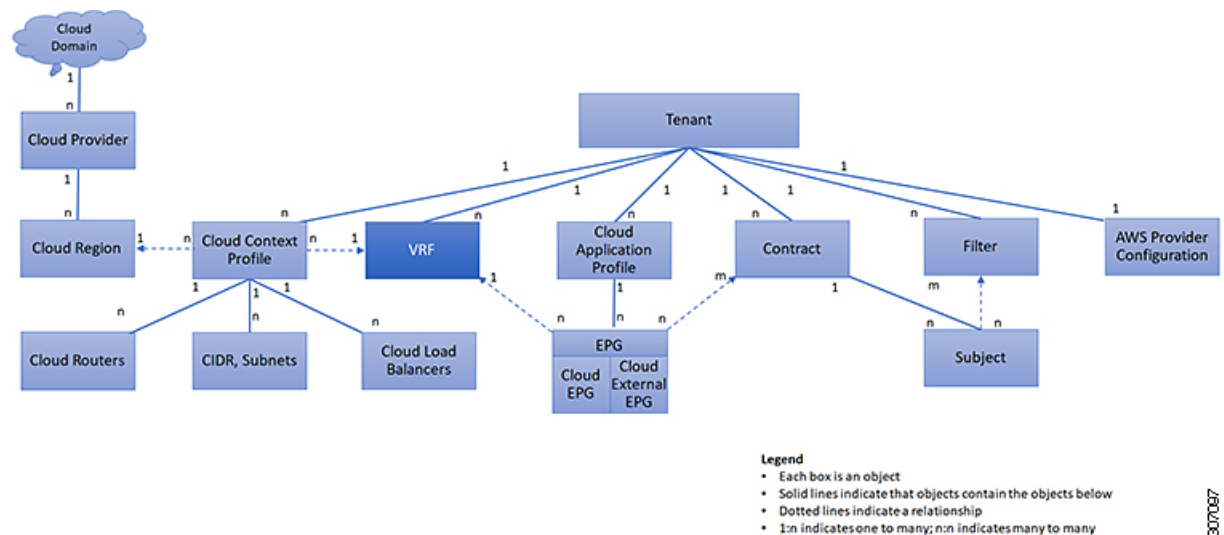 Cloud
Domain
1
n
Cloud Provider
Tenant
1
n
1
1
1
1
1
1
n
n
n
n
n
1
Cloud Region
1
n
Cloud Context
Profile
n
1
VRF
Cloud
Application
Profile
Contract
Filter
AWS Provider
Configuration
1
1
1
1
1
m
1
m
n
n
n
n
n
n
n
n
Cloud Routers
CIDR, Subnets
Cloud Load
Balancers
EPG
Cloud
EPG
Cloud
External
EPG
Subject
Legend
• Each box is an object
• Solid lines indicate that objects contain the objects below
• Dotted lines indicate a relationship
• 1:n indicates one to many; n:n indicates many to many
307097